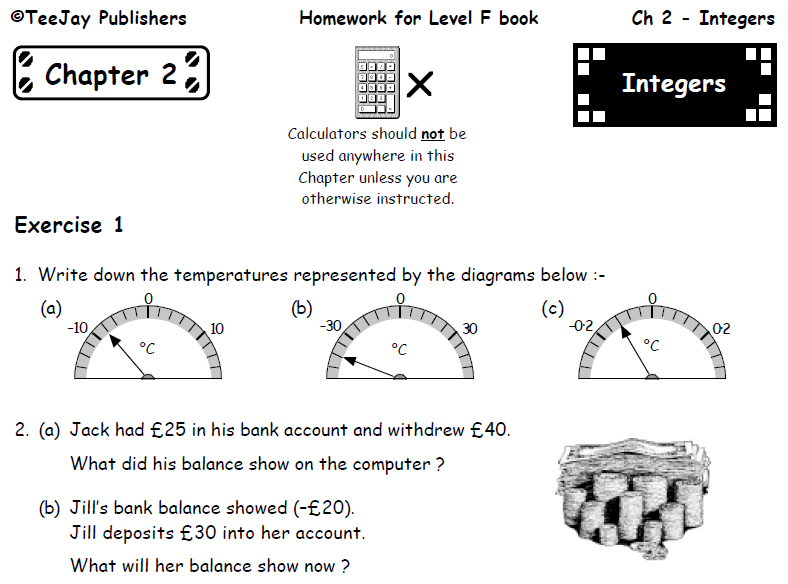 ©TeeJay Publishers Homework for Level F book Ch 2 - Integers
Chapter 2 Integers
Calculators should not be
used anywhere in this
Chapter unless you are
otherwise instructed.
Exercise 1
1. Write down the temperatures represented by the diagrams below :-
(a) -10 0 10 °C
(b) -30 0 30 °C
(c) -0·2 0 0·2 °C
2. (a) Jack had £25 in his bank account and withdrew £40.
What did his balance show on the computer ?
(b) Jill's bank balance showed (-£20).
Jill deposits £30 into her account.
What will her balance show now ?